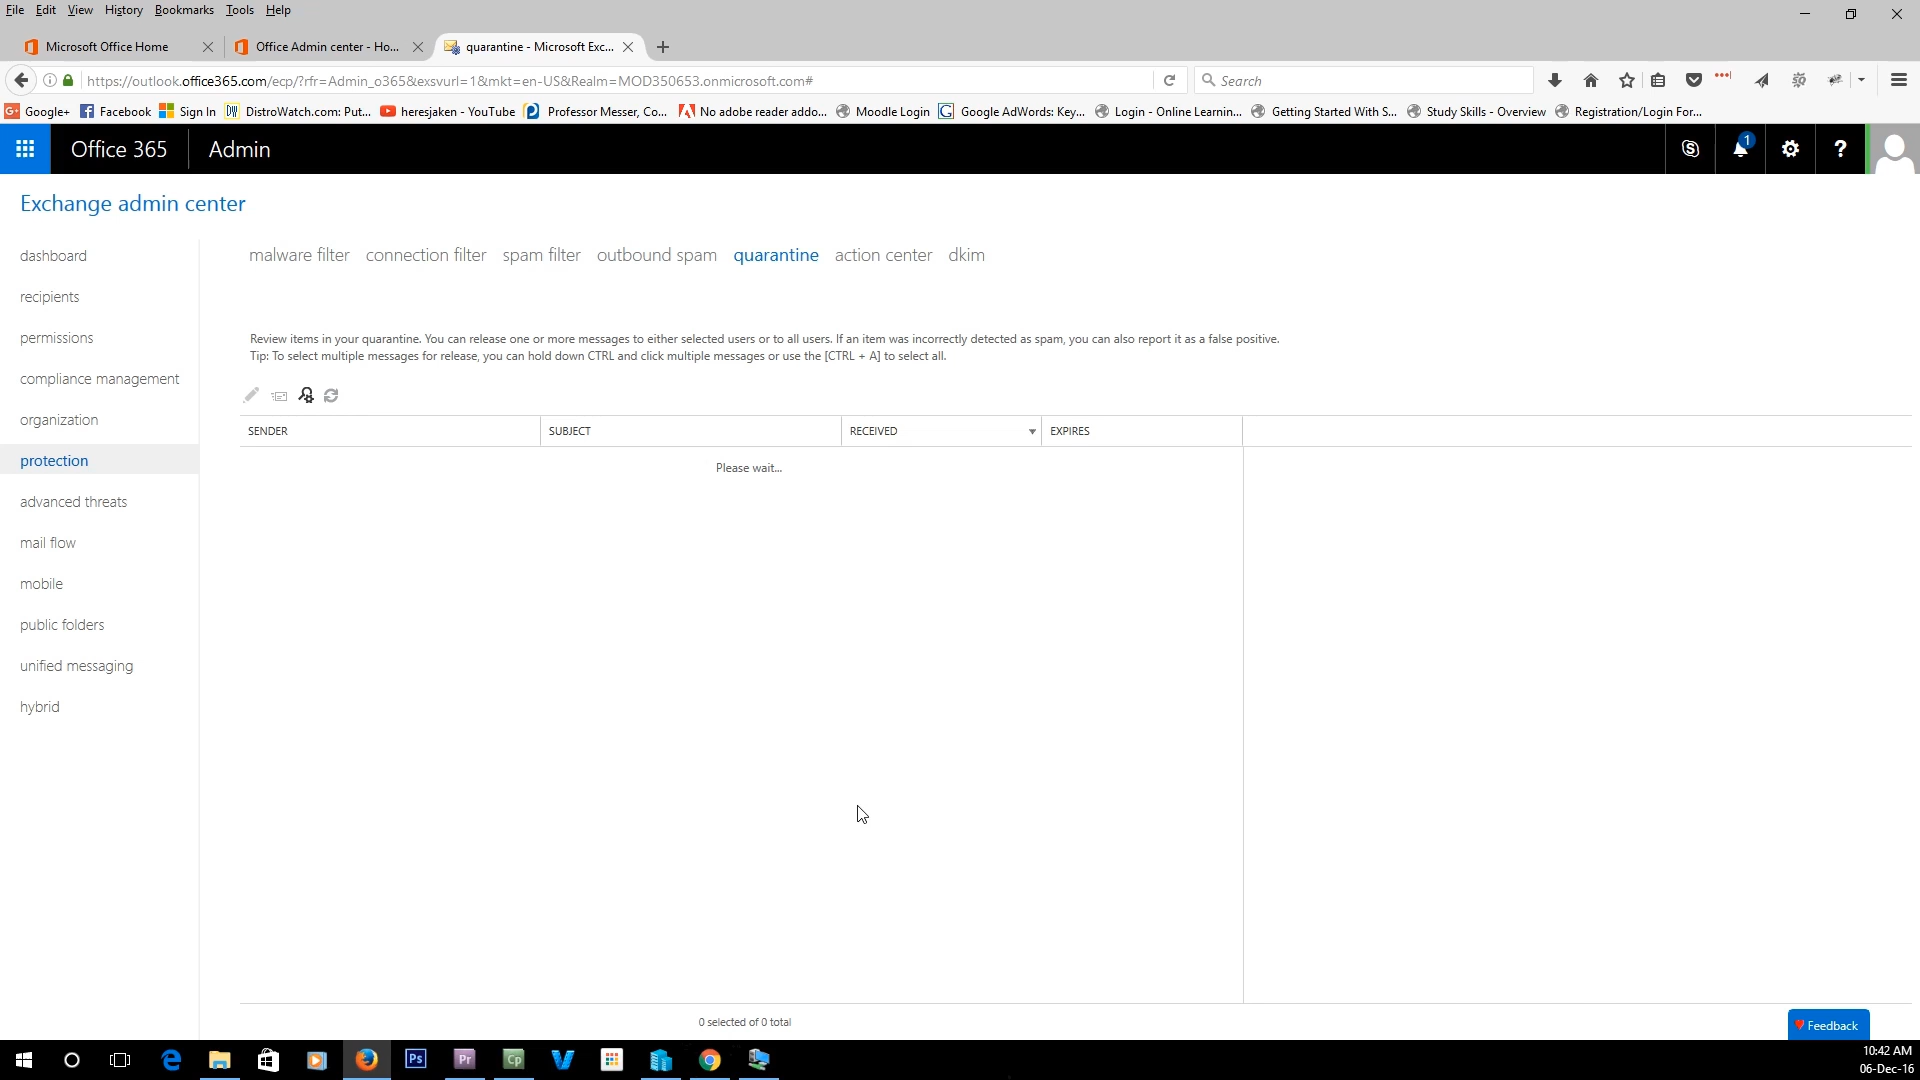 File Edit View History Bookmarks Tools Help
Microsoft Office Home
Office Admin center - Ho...
quarantine - Microsoft Exc...
https://outlook.office365.com/ecp/?rfr=Admin_o365&exsvurl=1&mkt=en-US&Realm=MOD350653.onmicrosoft.com#
Search
Google+ Facebook Sign In DistroWatch.com: Put... heresjaken - YouTube Professor Messer, Co... No adobe reader addo... Moodle Login Google AdWords: Key... Login - Online Learnin... Getting Started With S... Study Skills - Overview Registration/Login For...
Office 365 Admin
1
?
Exchange admin center
dashboard
recipients
permissions
compliance management
organization
protection
advanced threats
mail flow
mobile
public folders
unified messaging
hybrid
malware filter connection filter spam filter outbound spam quarantine action center dkim
Review items in your quarantine. You can release one or more messages to either selected users or to all users. If an item was incorrectly detected as spam, you can also report it as a false positive.
Tip: To select multiple messages for release, you can hold down CTRL and click multiple messages or use the [CTRL + A] to select all.
SENDER SUBJECT RECEIVED EXPIRES
Please wait...
0 selected of 0 total
Feedback
Ps Pr Cp
10:42 AM
06-Dec-16